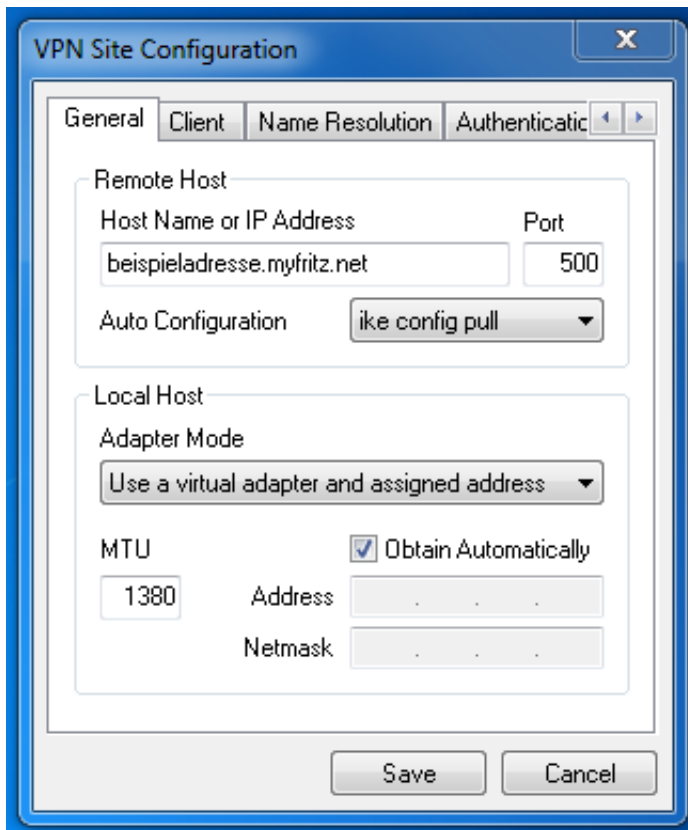 VPN Site Configuration
General Client Name Resolution Authenticatic
Remote Host
Host Name or IP Address Port
beispieladresse.myfritz.net 500
Auto Configuration ike config pull
Local Host
Adapter Mode
Use a virtual adapter and assigned address
MTU Obtain Automatically
1380 Address . . .
Netmask . . .
Save Cancel